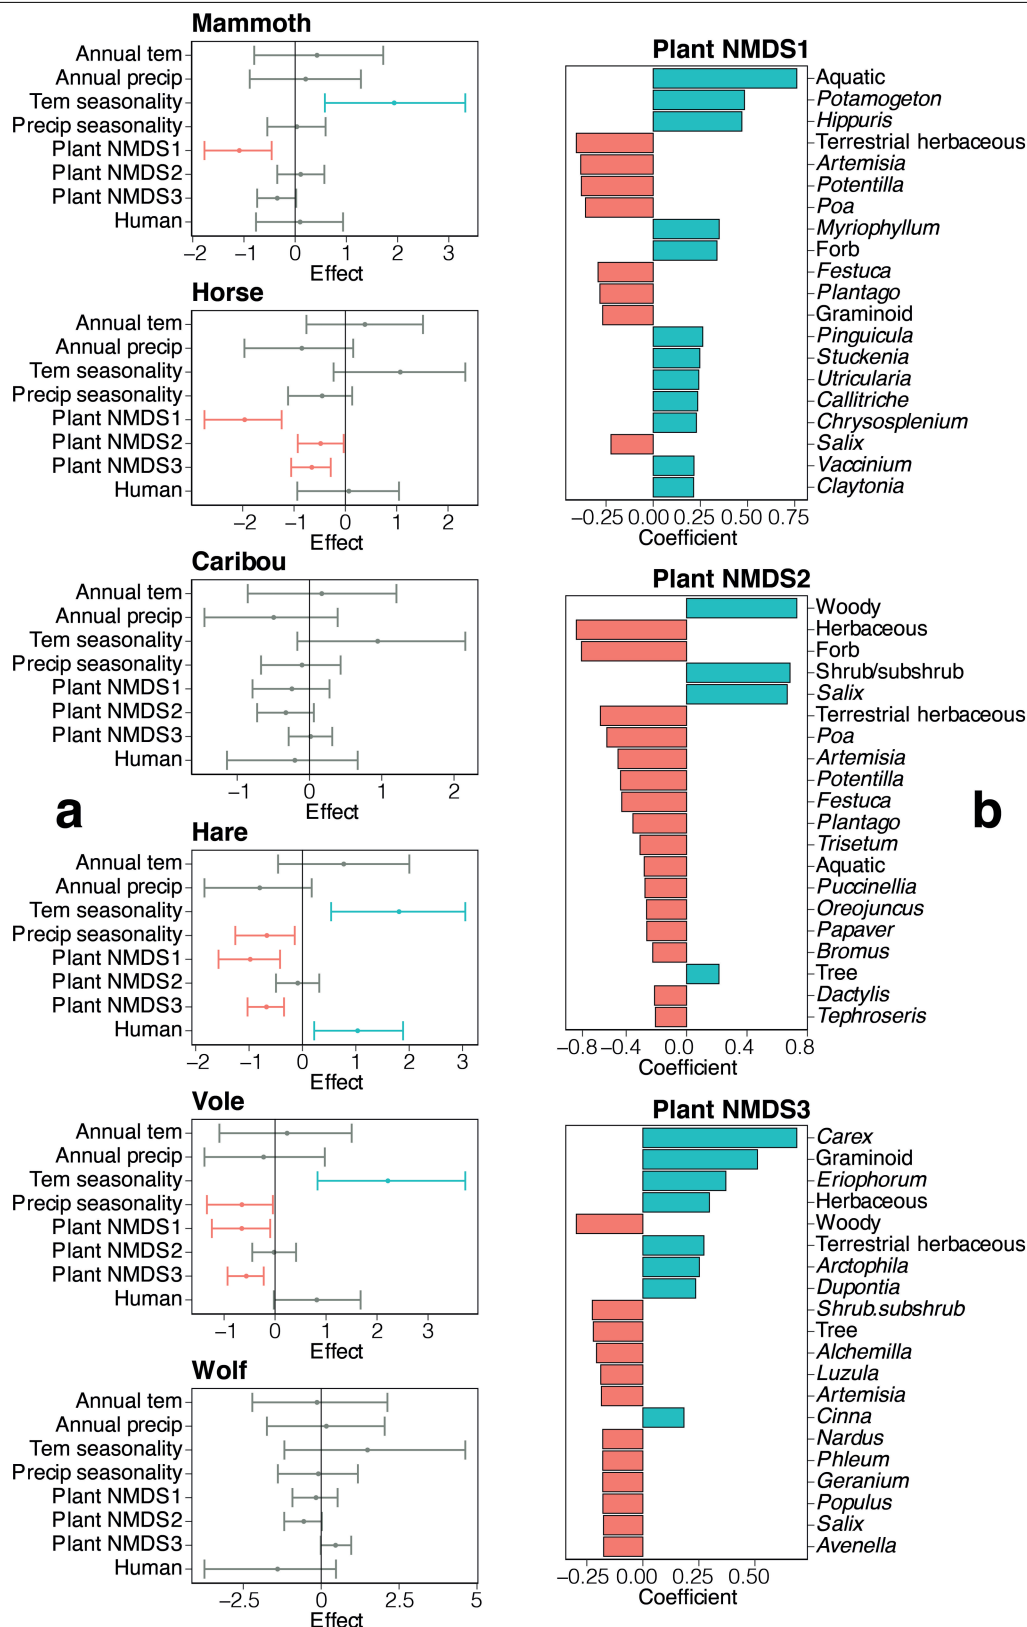 Mammoth
Annual tem
Annual precip
Tem seasonality
Precip seasonality
Plant NMDS1
Plant NMDS2
Plant NMDS3
Human
−2 −1 0 1 2 3
Effect
Horse
Annual tem
Annual precip
Tem seasonality
Precip seasonality
Plant NMDS1
Plant NMDS2
Plant NMDS3
Human
−2 −1 0 1 2
Effect
Caribou
Annual tem
Annual precip
Tem seasonality
Precip seasonality
Plant NMDS1
Plant NMDS2
Plant NMDS3
Human
−1 0 1 2
Effect
a
Hare
Annual tem
Annual precip
Tem seasonality
Precip seasonality
Plant NMDS1
Plant NMDS2
Plant NMDS3
Human
−2 −1 0 1 2 3
Effect
Vole
Annual tem
Annual precip
Tem seasonality
Precip seasonality
Plant NMDS1
Plant NMDS2
Plant NMDS3
Human
−1 0 1 2 3
Effect
Wolf
Annual tem
Annual precip
Tem seasonality
Precip seasonality
Plant NMDS1
Plant NMDS2
Plant NMDS3
Human
−2.5 0 2.5 5
Effect
Plant NMDS1
Aquatic
Potamogeton
Hippuris
Terrestrial herbaceous
Artemisia
Potentilla
Poa
Myriophyllum
Forb
Festuca
Plantago
Graminoid
Pinguicula
Stuckenia
Utricularia
Callitriche
Chrysosplenium
Salix
Vaccinium
Claytonia
−0.25 0.00 0.25 0.50 0.75
Coefficient
Plant NMDS2
Woody
Herbaceous
Forb
Shrub/subshrub
Salix
Terrestrial herbaceous
Poa
Artemisia
Potentilla
Festuca
Plantago
Trisetum
Aquatic
Puccinellia
Oreojuncus
Papaver
Bromus
Tree
Dactylis
Tephroseris
−0.8 −0.4 0.0 0.4 0.8
Coefficient
b
Plant NMDS3
Carex
Graminoid
Eriophorum
Herbaceous
Woody
Terrestrial herbaceous
Arctophila
Dupontia
Shrub.subshrub
Tree
Alchemilla
Luzula
Artemisia
Cinna
Nardus
Phleum
Geranium
Populus
Salix
Avenella
−0.25 0.00 0.25 0.50
Coefficient